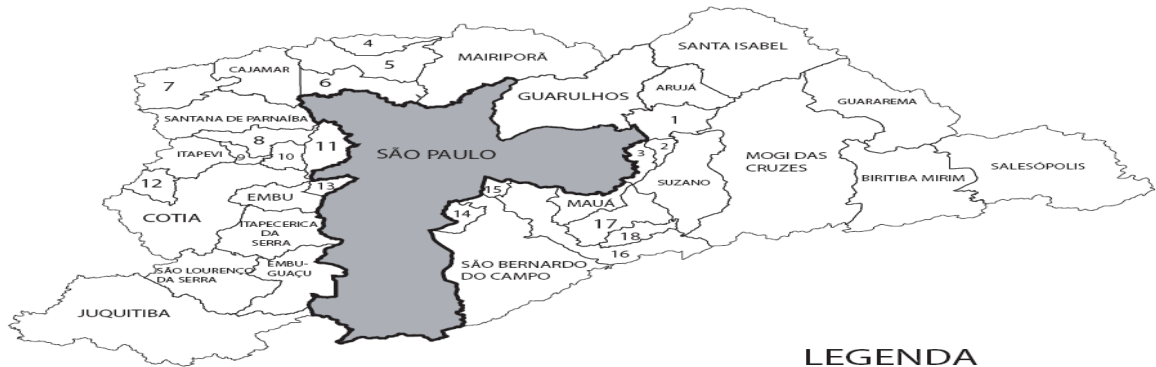 4
MAIRIPORÃ
SANTA ISABEL
5
CAJAMAR
6
7
GUARULHOS
ARUJÁ
GUARAREMA
SANTANA DE PARNAÍBA
1
8
11
ITAPEVI
9
10
SÃO PAULO
3
2
MOGI DAS
CRUZES
SALESÓPOLIS
BIRITIBA MIRIM
12
13
EMBU
15
SUZANO
MAUÁ
COTIA
14
17
ITAPECERICA
DA
SERRA
18
16
SÃO BERNARDO
DO CAMPO
SÃO LOURENÇO
DA SERRA
EMBU-
GUAÇU
JUQUITIBA
LEGENDA